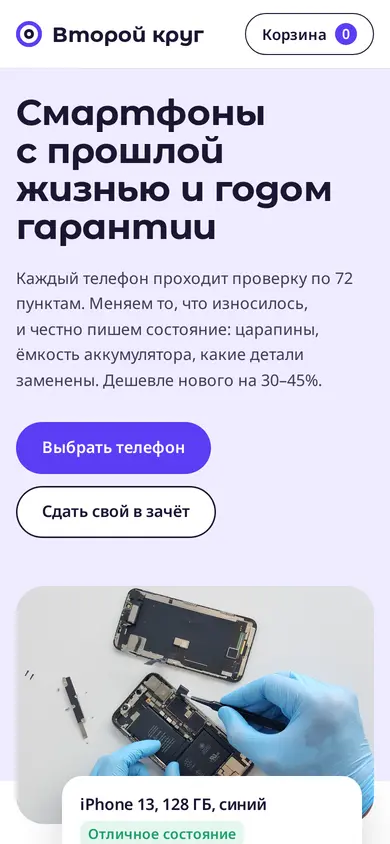 Второй круг
Корзина 0
Смартфоны
с прошлой
жизнью и годом
гарантии
Каждый телефон проходит проверку по 72
пунктам. Меняем то, что износилось,
и честно пишем состояние: царапины,
ёмкость аккумулятора, какие детали
заменены. Дешевле нового на 30–45%.
Выбрать телефон
Сдать свой в зачёт
iPhone 13, 128 ГБ, синий
Отличное состояние